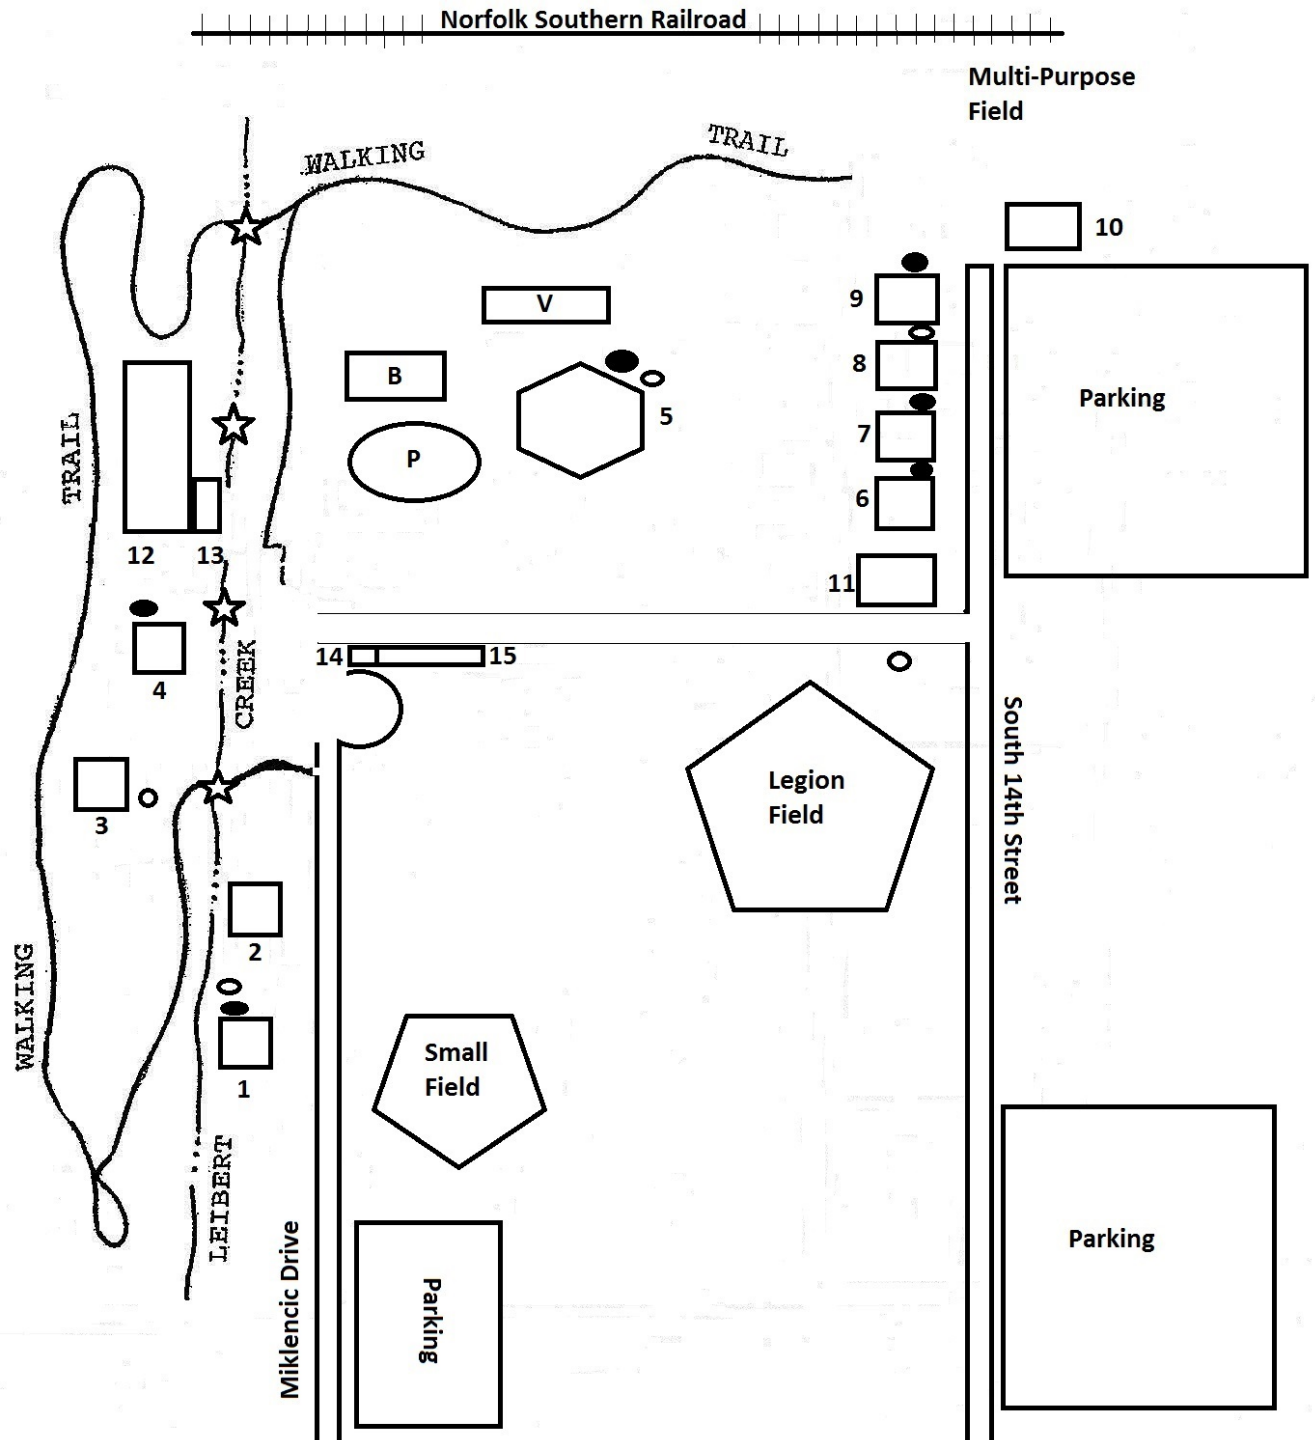 Norfolk Southern Railroad
Multi-Purpose
Field
WALKING
TRAIL
10
9
V
8
B
Parking
5
7
P
TRAIL
6
12
13
11
14
15
CREEK
4
South 14th Street
Legion
Field
3
2
WALKING
Small
Field
1
LEIBERT
Miklencic Drive
Parking
Parking